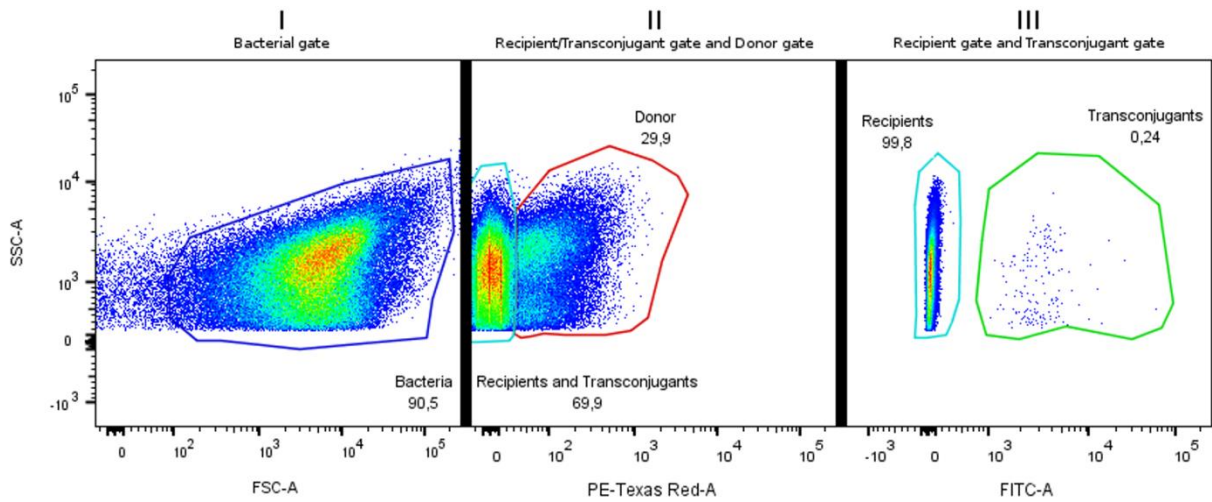 I
II
III
Bacterial gate
Recipient/Transconjugant gate and Donor gate
Recipient gate and Transconjugant gate
SSC-A
10^5
10^4
10^3
0
-10^3
Bacteria
90,5
Donor
29,9
Recipients and Transconjugants
69,9
Recipients
99,8
Transconjugants
0,24
0 10^2 10^3 10^4 10^5
0 10^2 10^3 10^4
-10^3 0 10^3 10^4 10^5
FSC-A
PE-Texas Red-A
FITC-A